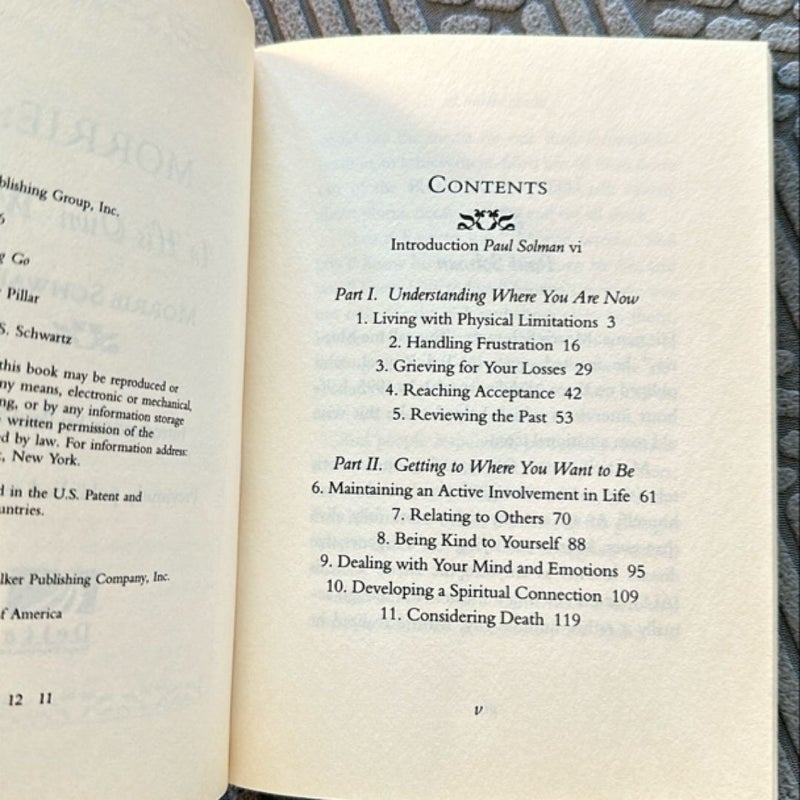 blishing Group, Inc.
Go
Pillar
S. Schwartz
this book may be reproduced or
ny means, electronic or mechanical,
ng, or by any information storage
written permission of the
ed by law. For information address:
, New York.
d in the U.S. Patent and
untries.
lker Publishing Company, Inc.
f America
12 11
CONTENTS
Introduction Paul Solman vi
Part I. Understanding Where You Are Now
1. Living with Physical Limitations 3
2. Handling Frustration 16
3. Grieving for Your Losses 29
4. Reaching Acceptance 42
5. Reviewing the Past 53
Part II. Getting to Where You Want to Be
6. Maintaining an Active Involvement in Life 61
7. Relating to Others 70
8. Being Kind to Yourself 88
9. Dealing with Your Mind and Emotions 95
10. Developing a Spiritual Connection 109
11. Considering Death 119
v